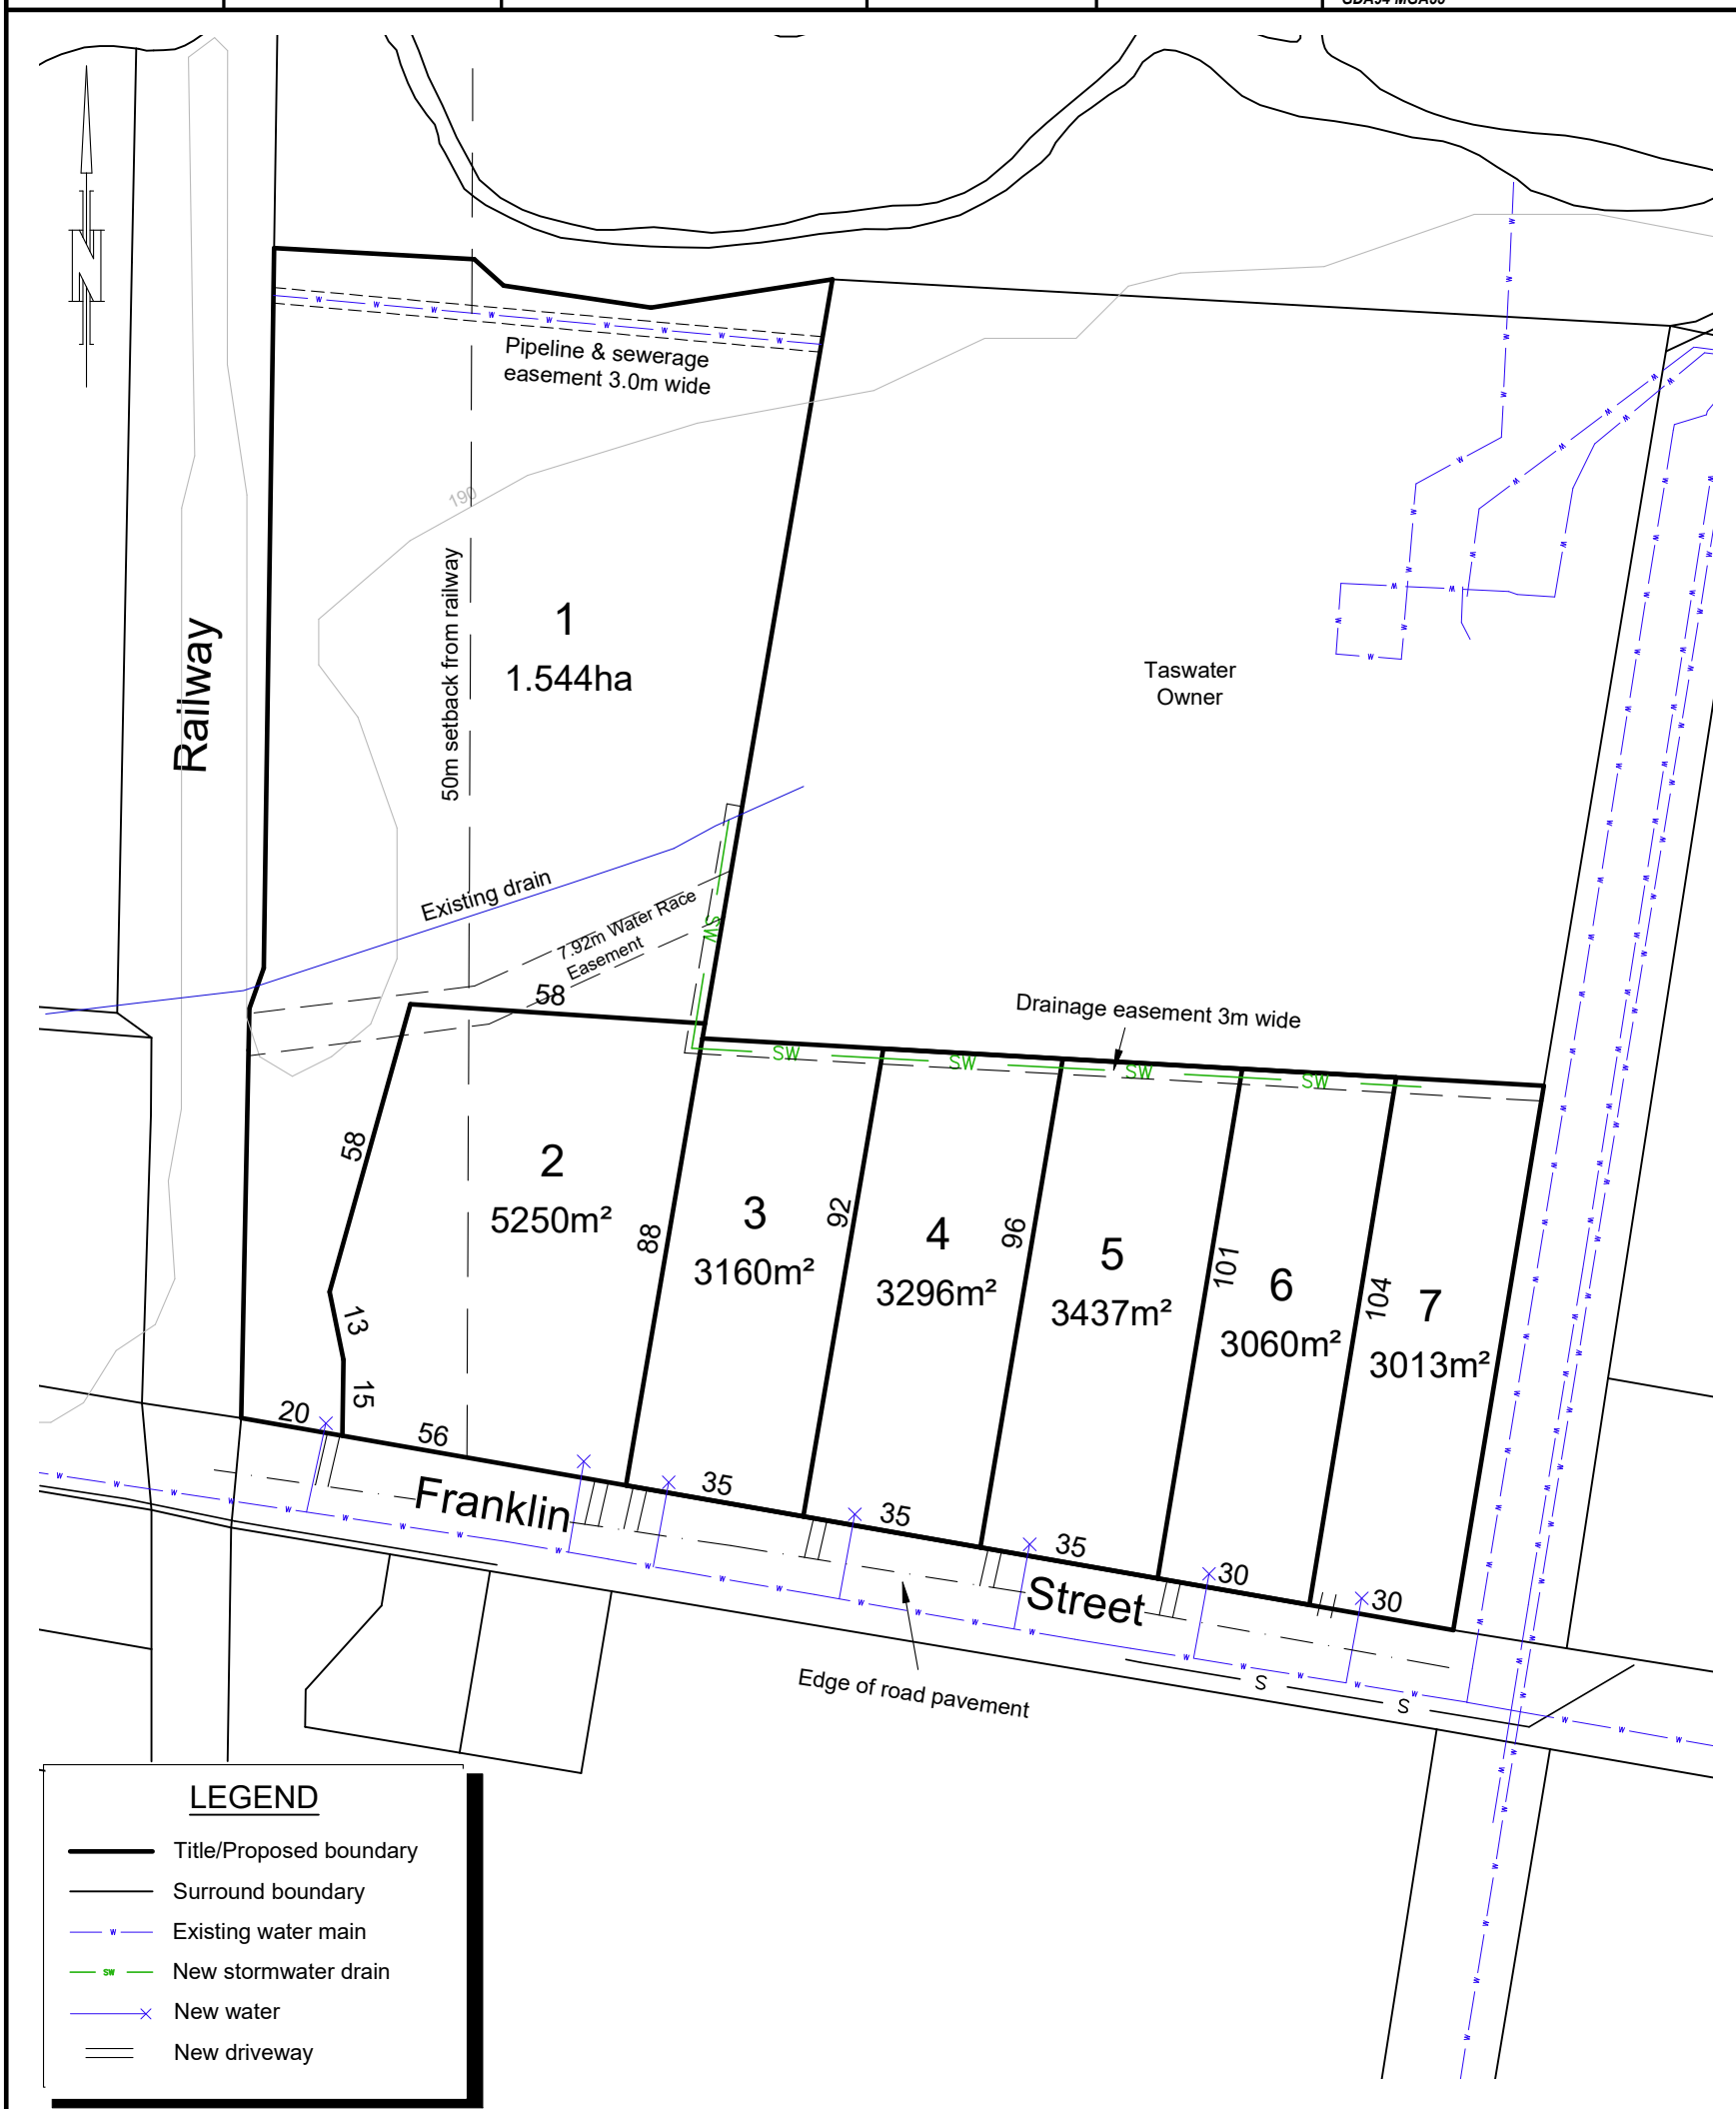 N
Pipeline & sewerage
easement 3.0m wide
190
50m setback from railway
Railway
1
1.544ha
Taswater
Owner
Existing drain
7.92m Water Race
Easement
SW
58
Drainage easement 3m wide
SW SW SW SW
58
2
5250m²
88
3
3160m²
92
4
3296m²
96
5
3437m²
101
6
3060m²
104
7
3013m²
13
15
20
56
35
35
35
30
30
Franklin Street
Edge of road pavement
S S
LEGEND
Title/Proposed boundary
Surround boundary
w Existing water main
SW New stormwater drain
New water
New driveway